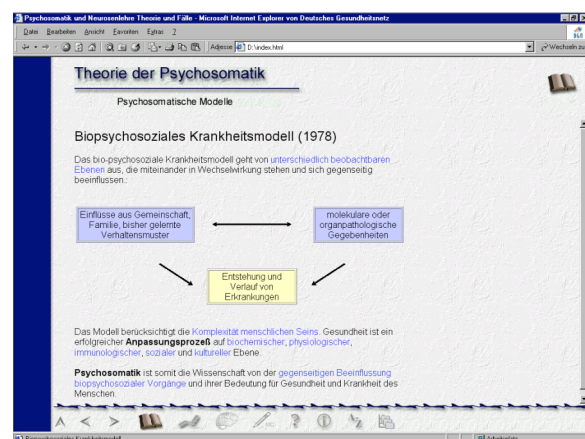 Psychosomatik und Neurosenlehre Theorie und Fälle - Microsoft Internet Explorer von Deutsches Gesundheitsnetz
Datei Bearbeiten Ansicht Favoriten Extras ?
Adresse D:\index.html Wechseln zu
Theorie der Psychosomatik
Psychosomatische Modelle
Biopsychosoziales Krankheitsmodell (1978)
Das bio-psychosoziale Krankheitsmodell geht von unterschiedlich beobachtbaren
Ebenen aus, die miteinander in Wechselwirkung stehen und sich gegenseitig
beeinflussen.:
Einflüsse aus Gemeinschaft,
Familie, bisher gelernte
Verhaltensmuster
molekulare oder
organpathologische
Gegebenheiten
Entstehung und
Verlauf von
Erkrankungen
Das Modell berücksichtigt die Komplexität menschlichen Seins. Gesundheit ist ein
erfolgreicher Anpassungsprozeß auf biochemischer, physiologischer,
immunologischer, sozialer und kultureller Ebene.
Psychosomatik ist somit die Wissenschaft von der gegenseitigen Beeinflussung
biopsychosozialer Vorgänge und ihrer Bedeutung für Gesundheit und Krankheit des
Menschen.
Biopsychosoziales Krankheitsmodell Arbeitsplatz